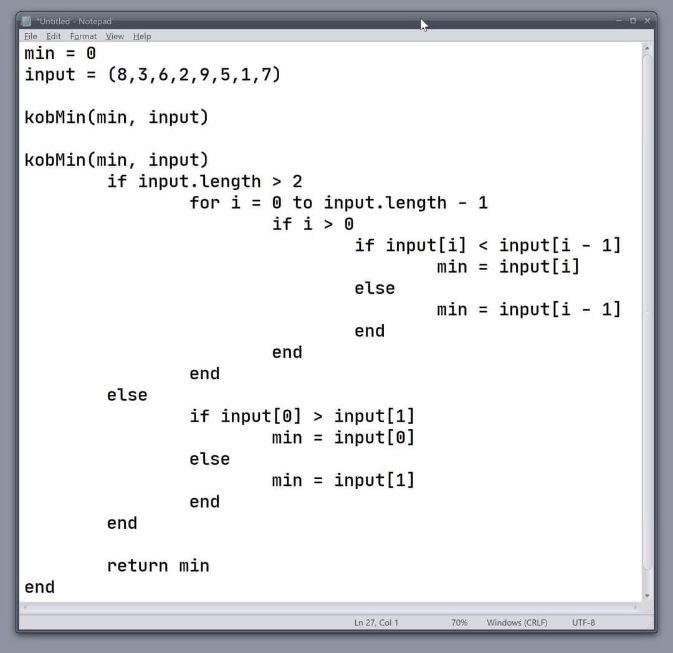 *Untitled - Notepad
File Edit Format View Help
min = 0
input = (8,3,6,2,9,5,1,7)

kobMin(min, input)

kobMin(min, input)
        if input.length > 2
                for i = 0 to input.length - 1
                        if i > 0
                                if input[i] < input[i - 1]
                                        min = input[i]
                                else
                                        min = input[i - 1]
                                end
                        end
                end
        else
                if input[0] > input[1]
                        min = input[0]
                else
                        min = input[1]
                end
        end

        return min
end
Ln 27, Col 1 70% Windows (CRLF) UTF-8